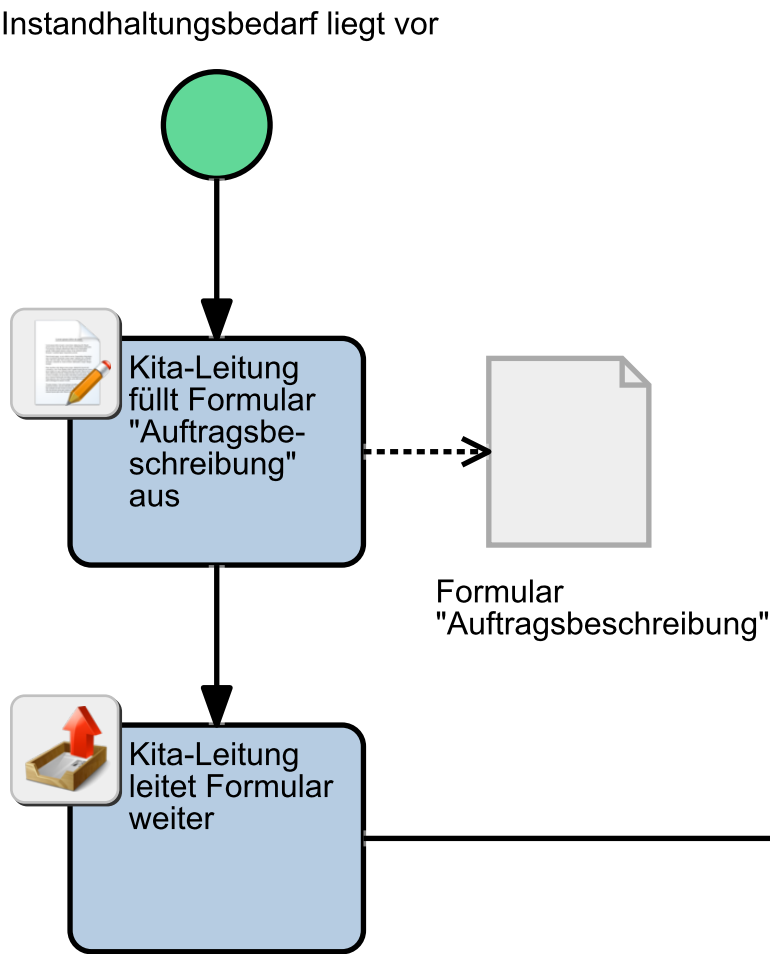 Instandhaltungsbedarf liegt vor
Kita-Leitung
füllt Formular
"Auftragsbe-
schreibung"
aus
Formular
"Auftragsbeschreibung"
Kita-Leitung
leitet Formular
weiter